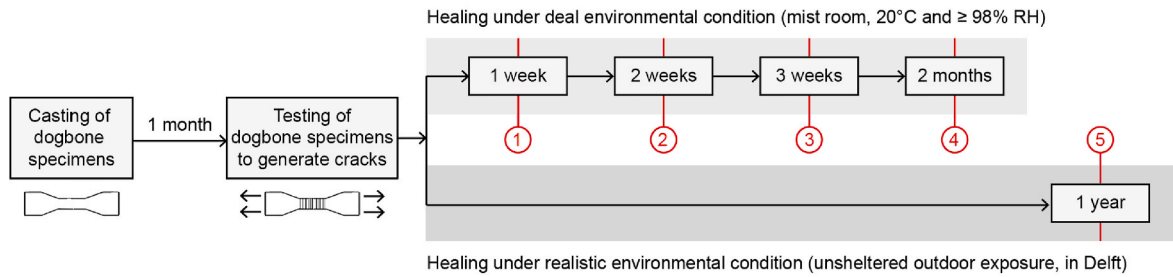 Healing under deal environmental condition (mist room, 20°C and ≥ 98% RH)
1 week
2 weeks
3 weeks
2 months
Casting of
dogbone
specimens
1 month
Testing of
dogbone specimens
to generate cracks
1
2
3
4
5
1 year
Healing under realistic environmental condition (unsheltered outdoor exposure, in Delft)